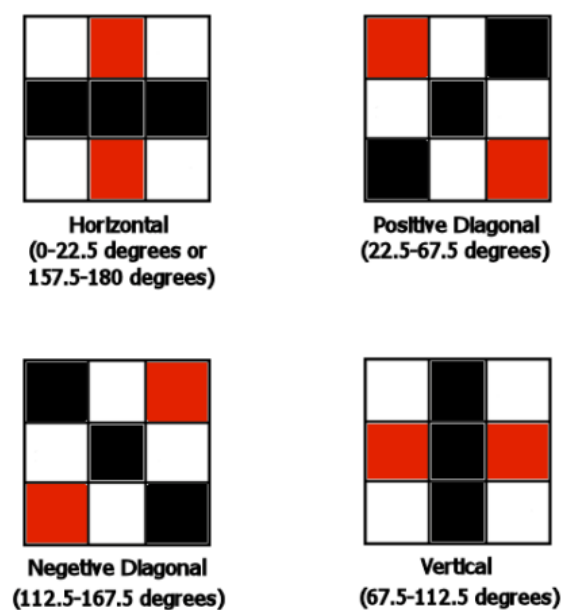 Horizontal
(0-22.5 degrees or
157.5-180 degrees)
Positive Diagonal
(22.5-67.5 degrees)
Negetive Diagonal
(112.5-167.5 degrees)
Vertical
(67.5-112.5 degrees)